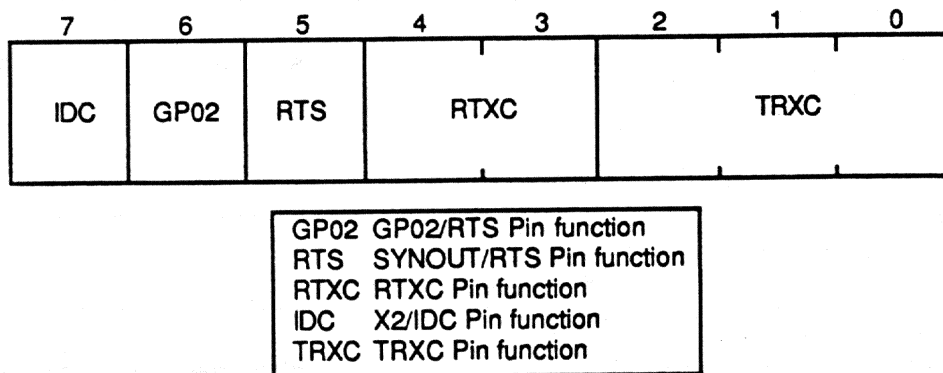 7 6 5 4 3 2 1 0
IDC GP02 RTS RTXC TRXC
GP02 GP02/RTS Pin function
RTS SYNOUT/RTS Pin function
RTXC RTXC Pin function
IDC X2/IDC Pin function
TRXC TRXC Pin function